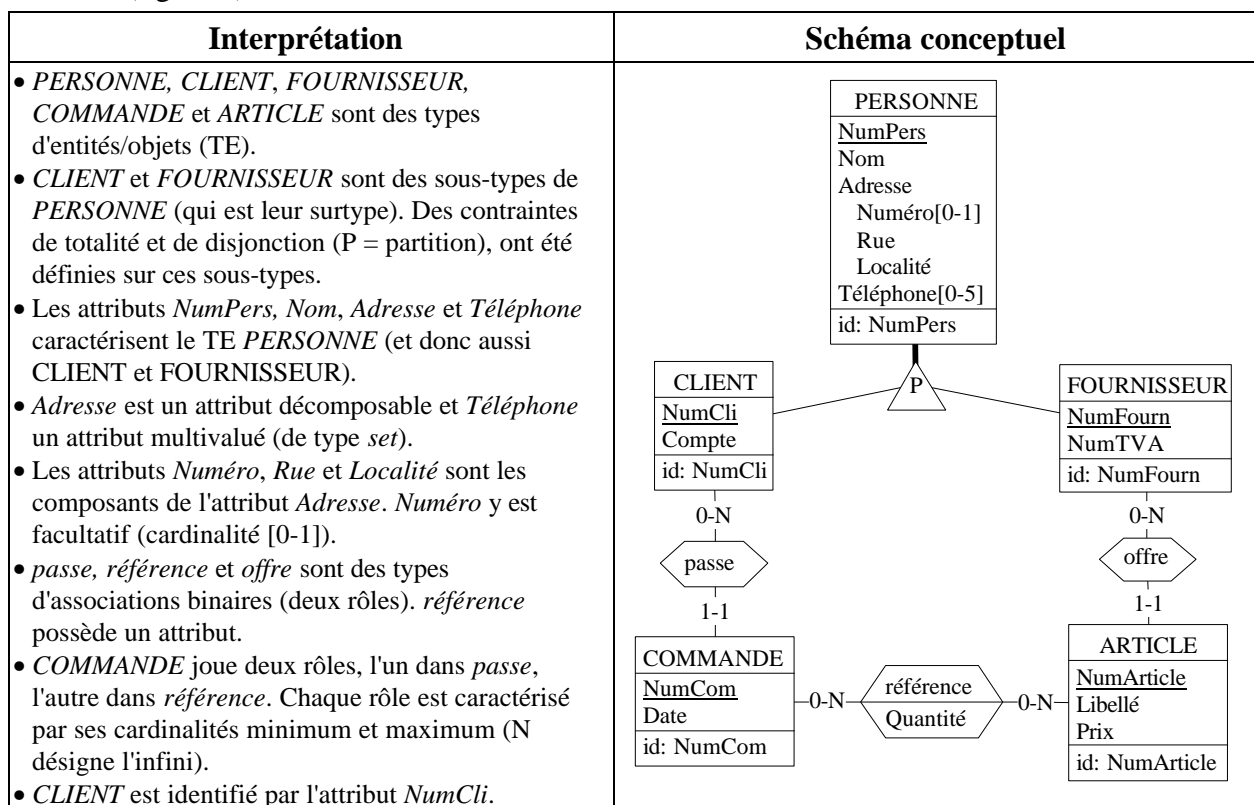 Interprétation
• PERSONNE, CLIENT, FOURNISSEUR,
COMMANDE et ARTICLE sont des types
d'entités/objets (TE).
• CLIENT et FOURNISSEUR sont des sous-types de
PERSONNE (qui est leur surtype). Des contraintes
de totalité et de disjonction (P = partition), ont été
définies sur ces sous-types.
• Les attributs NumPers, Nom, Adresse et Téléphone
caractérisent le TE PERSONNE (et donc aussi
CLIENT et FOURNISSEUR).
• Adresse est un attribut décomposable et Téléphone
un attribut multivalué (de type set).
• Les attributs Numéro, Rue et Localité sont les
composants de l'attribut Adresse. Numéro y est
facultatif (cardinalité [0-1]).
• passe, référence et offre sont des types
d'associations binaires (deux rôles). référence
possède un attribut.
• COMMANDE joue deux rôles, l'un dans passe,
l'autre dans référence. Chaque rôle est caractérisé
par ses cardinalités minimum et maximum (N
désigne l'infini).
• CLIENT est identifié par l'attribut NumCli.
Schéma conceptuel
PERSONNE
NumPers
Nom
Adresse
Numéro[0-1]
Rue
Localité
Téléphone[0-5]
id: NumPers
P
CLIENT
NumCli
Compte
id: NumCli
FOURNISSEUR
NumFourn
NumTVA
id: NumFourn
0-N
passe
1-1
0-N
offre
1-1
COMMANDE
NumCom
Date
id: NumCom
0-N
référence
Quantité
0-N
ARTICLE
NumArticle
Libellé
Prix
id: NumArticle